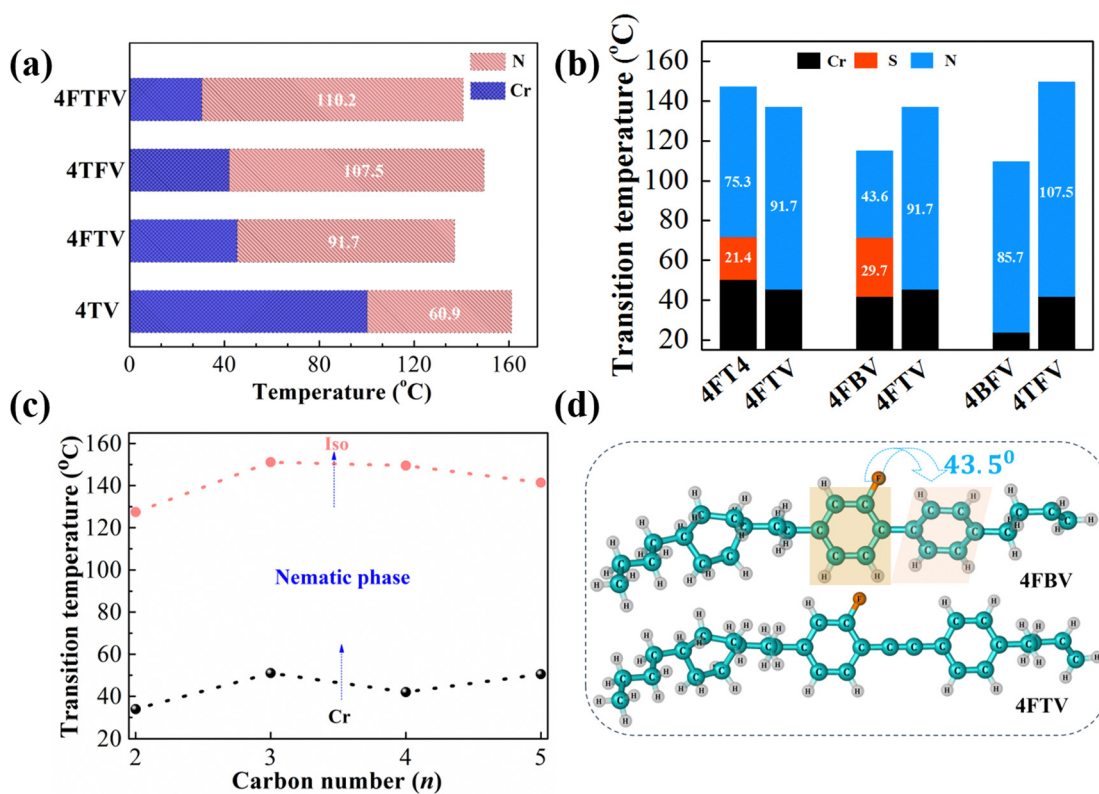 (a)
N
Cr
4FTFV
110.2
4TFV
107.5
4FTV
91.7
4TV
60.9
0 40 80 120 160
Temperature (°C)
(b)
Transition temperature (°C)
Cr S N
160
140
120
100
80
60
40
20
75.3
21.4
91.7
43.6
29.7
91.7
85.7
107.5
4FT4 4FTV 4FBV 4FTV 4BFV 4TFV
(c)
Transition temperature (°C)
160
140
120
100
80
60
40
20
Iso
Nematic phase
Cr
2 3 4 5
Carbon number (n)
(d)
43.5⁰
4FBV
4FTV